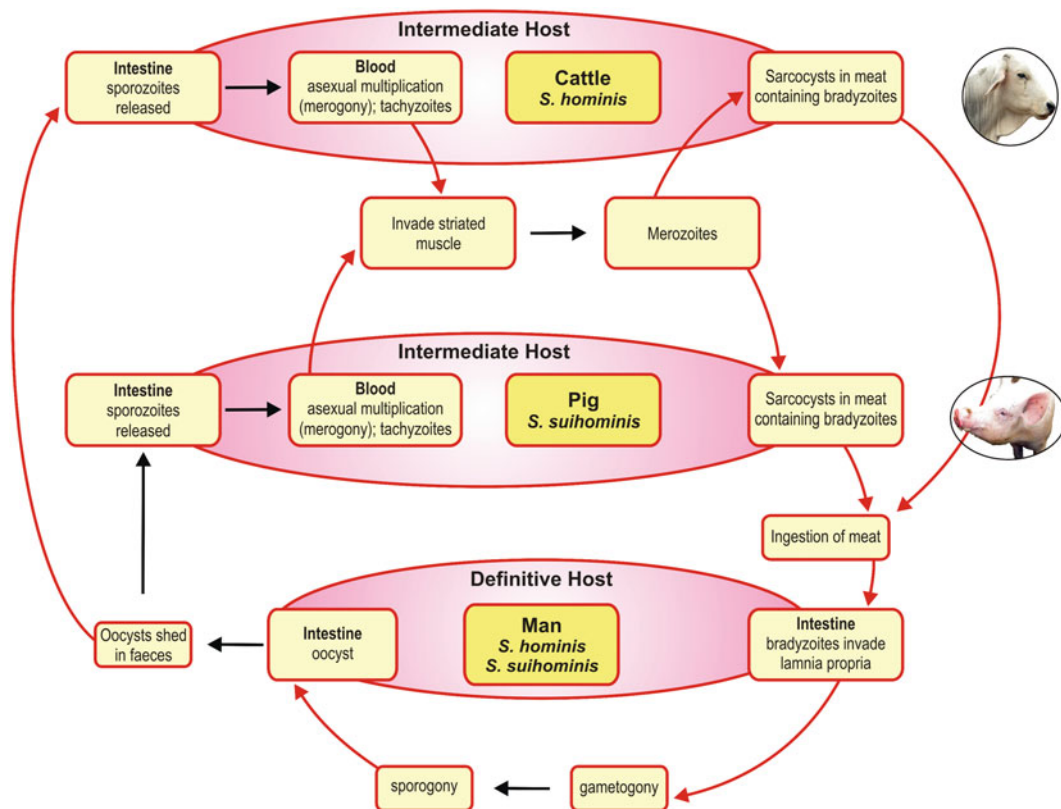 Intermediate Host
Intestine
sporozoites
released
Blood
asexual multiplication
(merogony); tachyzoites
Cattle
S. hominis
Sarcocysts in meat
containing bradyzoites
Invade striated
muscle
Merozoites
Intermediate Host
Intestine
sporozoites
released
Blood
asexual multiplication
(merogony); tachyzoites
Pig
S. suihominis
Sarcocysts in meat
containing bradyzoites
Ingestion of meat
Definitive Host
Oocysts shed
in faeces
Intestine
oocyst
Man
S. hominis
S. suihominis
Intestine
bradyzoites invade
lamnia propria
sporogony
gametogony